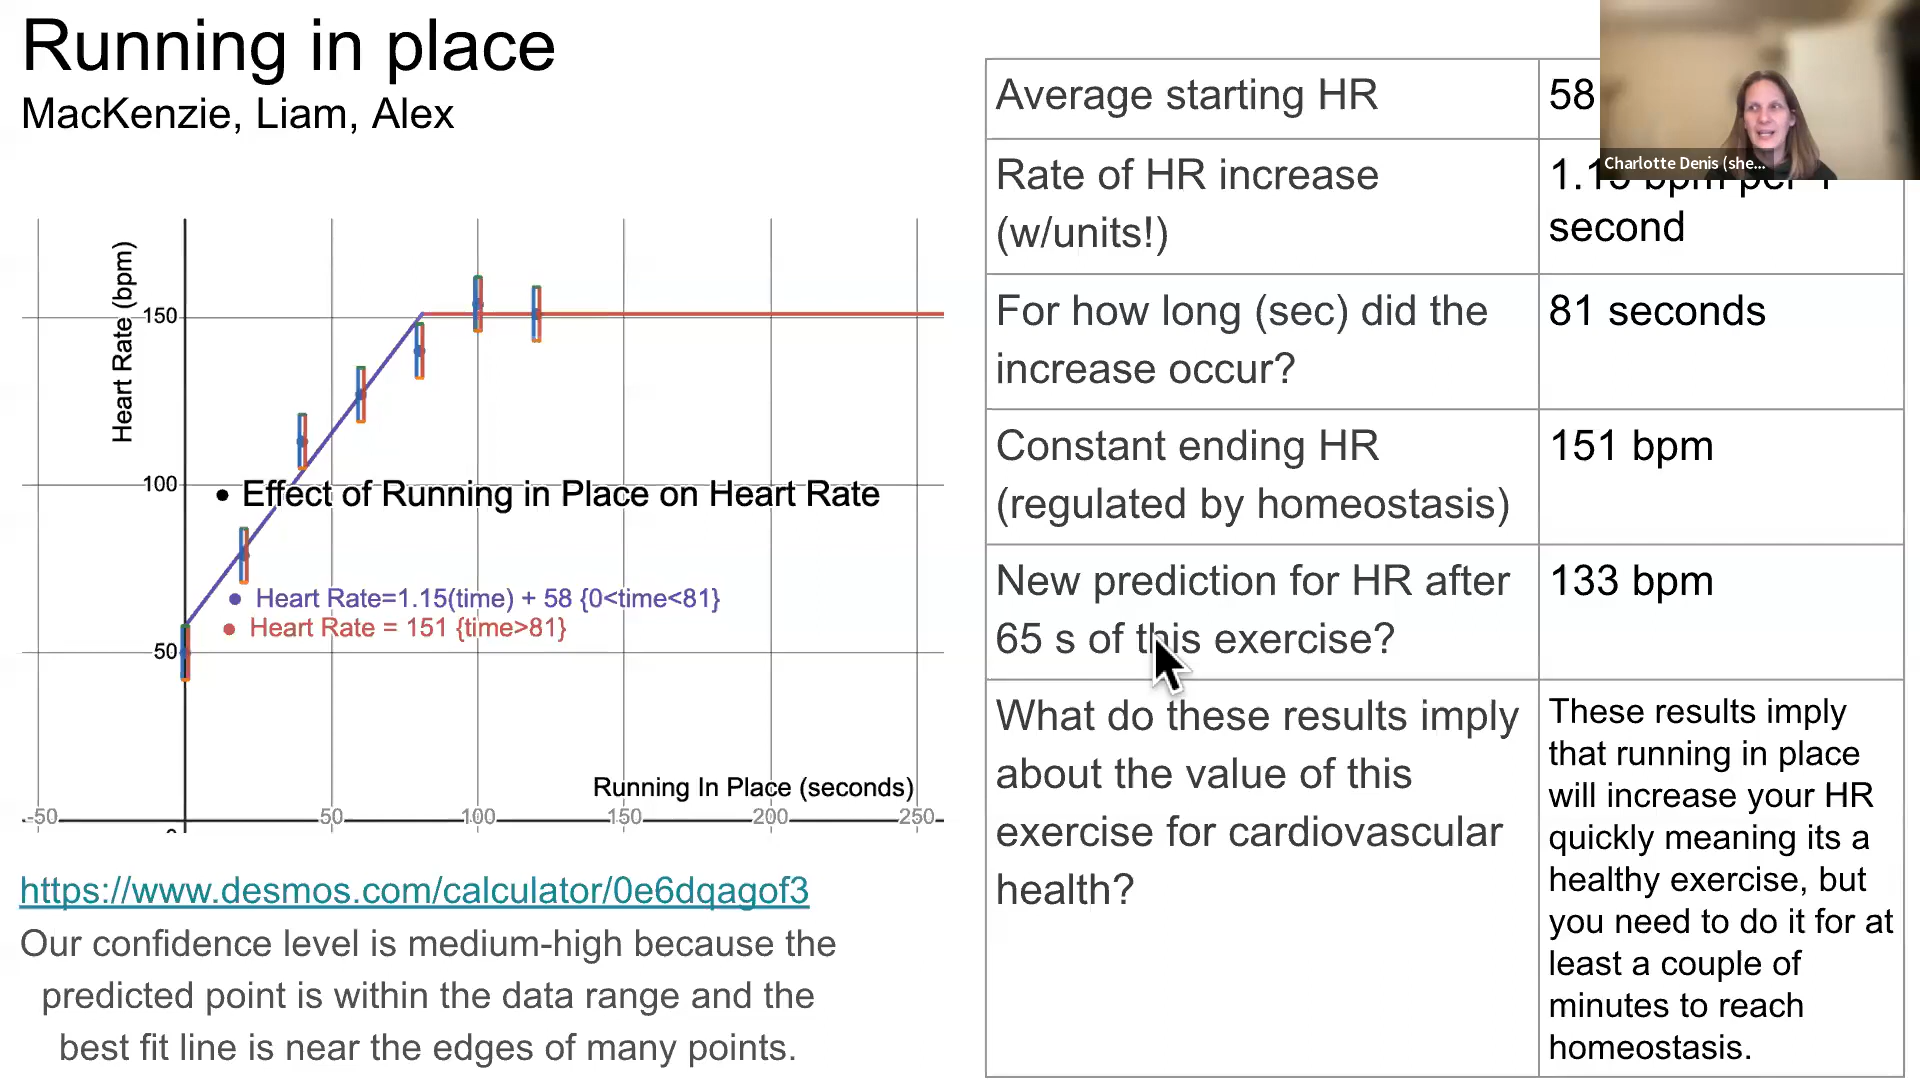 Running in place
MacKenzie, Liam, Alex
Heart Rate (bpm)
150
100
50
Effect of Running in Place on Heart Rate
Heart Rate=1.15(time) + 58 {0<time<81}
Heart Rate = 151 {time>81}
Running In Place (seconds)
-50
50
100
150
200
250
https://www.desmos.com/calculator/0e6dqagof3
Our confidence level is medium-high because the
predicted point is within the data range and the
best fit line is near the edges of many points.
Average starting HR
58
Rate of HR increase
(w/units!)
bpm per
second
For how long (sec) did the
increase occur?
81 seconds
Constant ending HR
(regulated by homeostasis)
151 bpm
New prediction for HR after
65 s of this exercise?
133 bpm
What do these results imply
about the value of this
exercise for cardiovascular
health?
These results imply
that running in place
will increase your HR
quickly meaning its a
healthy exercise, but
you need to do it for at
least a couple of
minutes to reach
homeostasis.
Charlotte Denis (she...